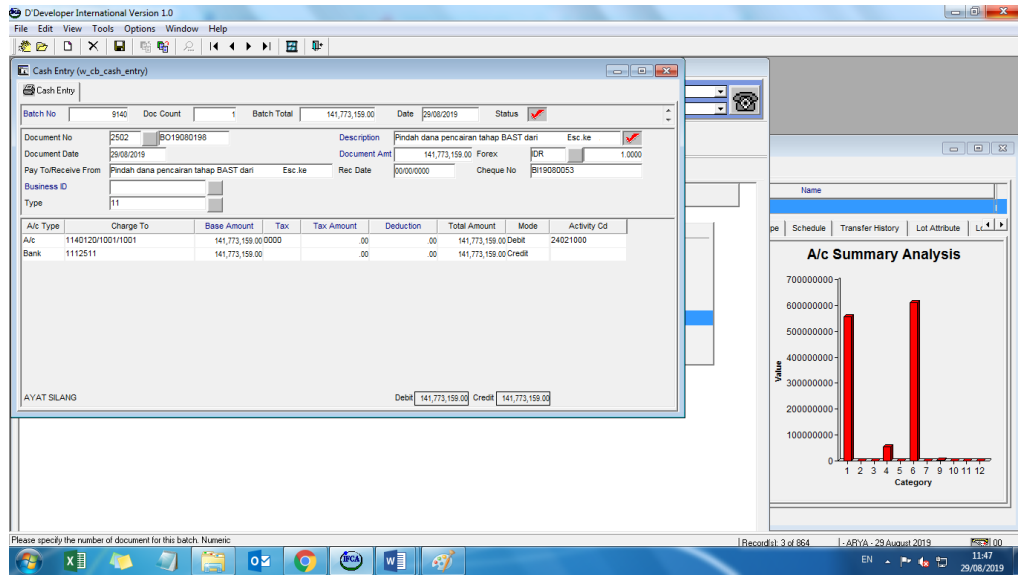 D'Developer International Version 1.0
File Edit View Tools Options Window Help
Cash Entry (w_cb_cash_entry)
Cash Entry
Batch No 9140 Doc Count 1 Batch Total 141,773,159.00 Date 29/08/2019 Status
Document No 2502 BO19080198 Description Pindah dana pencairan tahap BAST dari Esc.ke
Document Date 29/08/2019 Document Amt 141,773,159.00 Forex IDR 1.0000
Pay To/Receive From Pindah dana pencairan tahap BAST dari Esc.ke Rec Date 00/00/0000 Cheque No BI19080053
Business ID
Type 11
A/c Type Charge To Base Amount Tax Tax Amount Deduction Total Amount Mode Activity Cd
A/c 1140120/1001/1001 141,773,159.00 0000 .00 .00 141,773,159.00 Debit 24021000
Bank 1112511 141,773,159.00 .00 .00 141,773,159.00 Credit
AYAT SILANG Debit 141,773,159.00 Credit 141,773,159.00
Name
pe Schedule Transfer History Lot Attribute
A/c Summary Analysis
700000000
600000000
500000000
400000000
300000000
200000000
100000000
0
Value
1 2 3 4 5 6 7 9 10 11 12
Category
Please specify the number of document for this batch. Numeric
Record(s): 3 of 864 - ARYA - 29 August 2019 00
IFCA
EN 11:47
29/08/2019